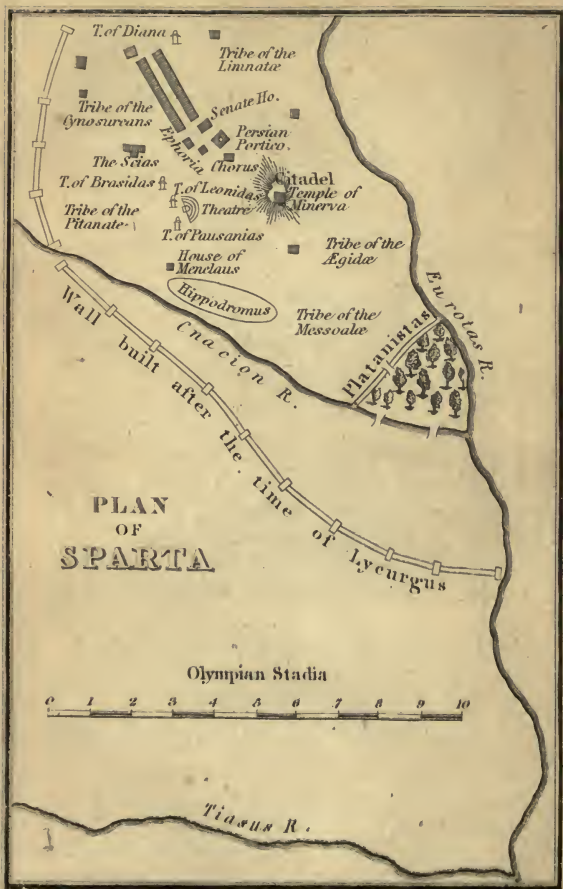 T. of Diana
Tribe of the
Limnatæ
Tribe of the
Cynosureans
Senate Ho.
Ephoria
Persian
Portico.
The Scias
Chorus
Citadel
T. of Brasidas
T. of Leonidas
Temple of
Minerva
Theatre
Tribe of the
Pitanate
T. of Pausanias
House of
Menelaus
Tribe of the
Ægidæ
Hippodromus
Tribe of the
Messoalæ
Eurotas R.
Platanistas
Cnacion R.
Wall built after the time of Lycurgus
PLAN
OF
SPARTA
Olympian Stadia
0 1 2 3 4 5 6 7 8 9 10
Tiasus R.